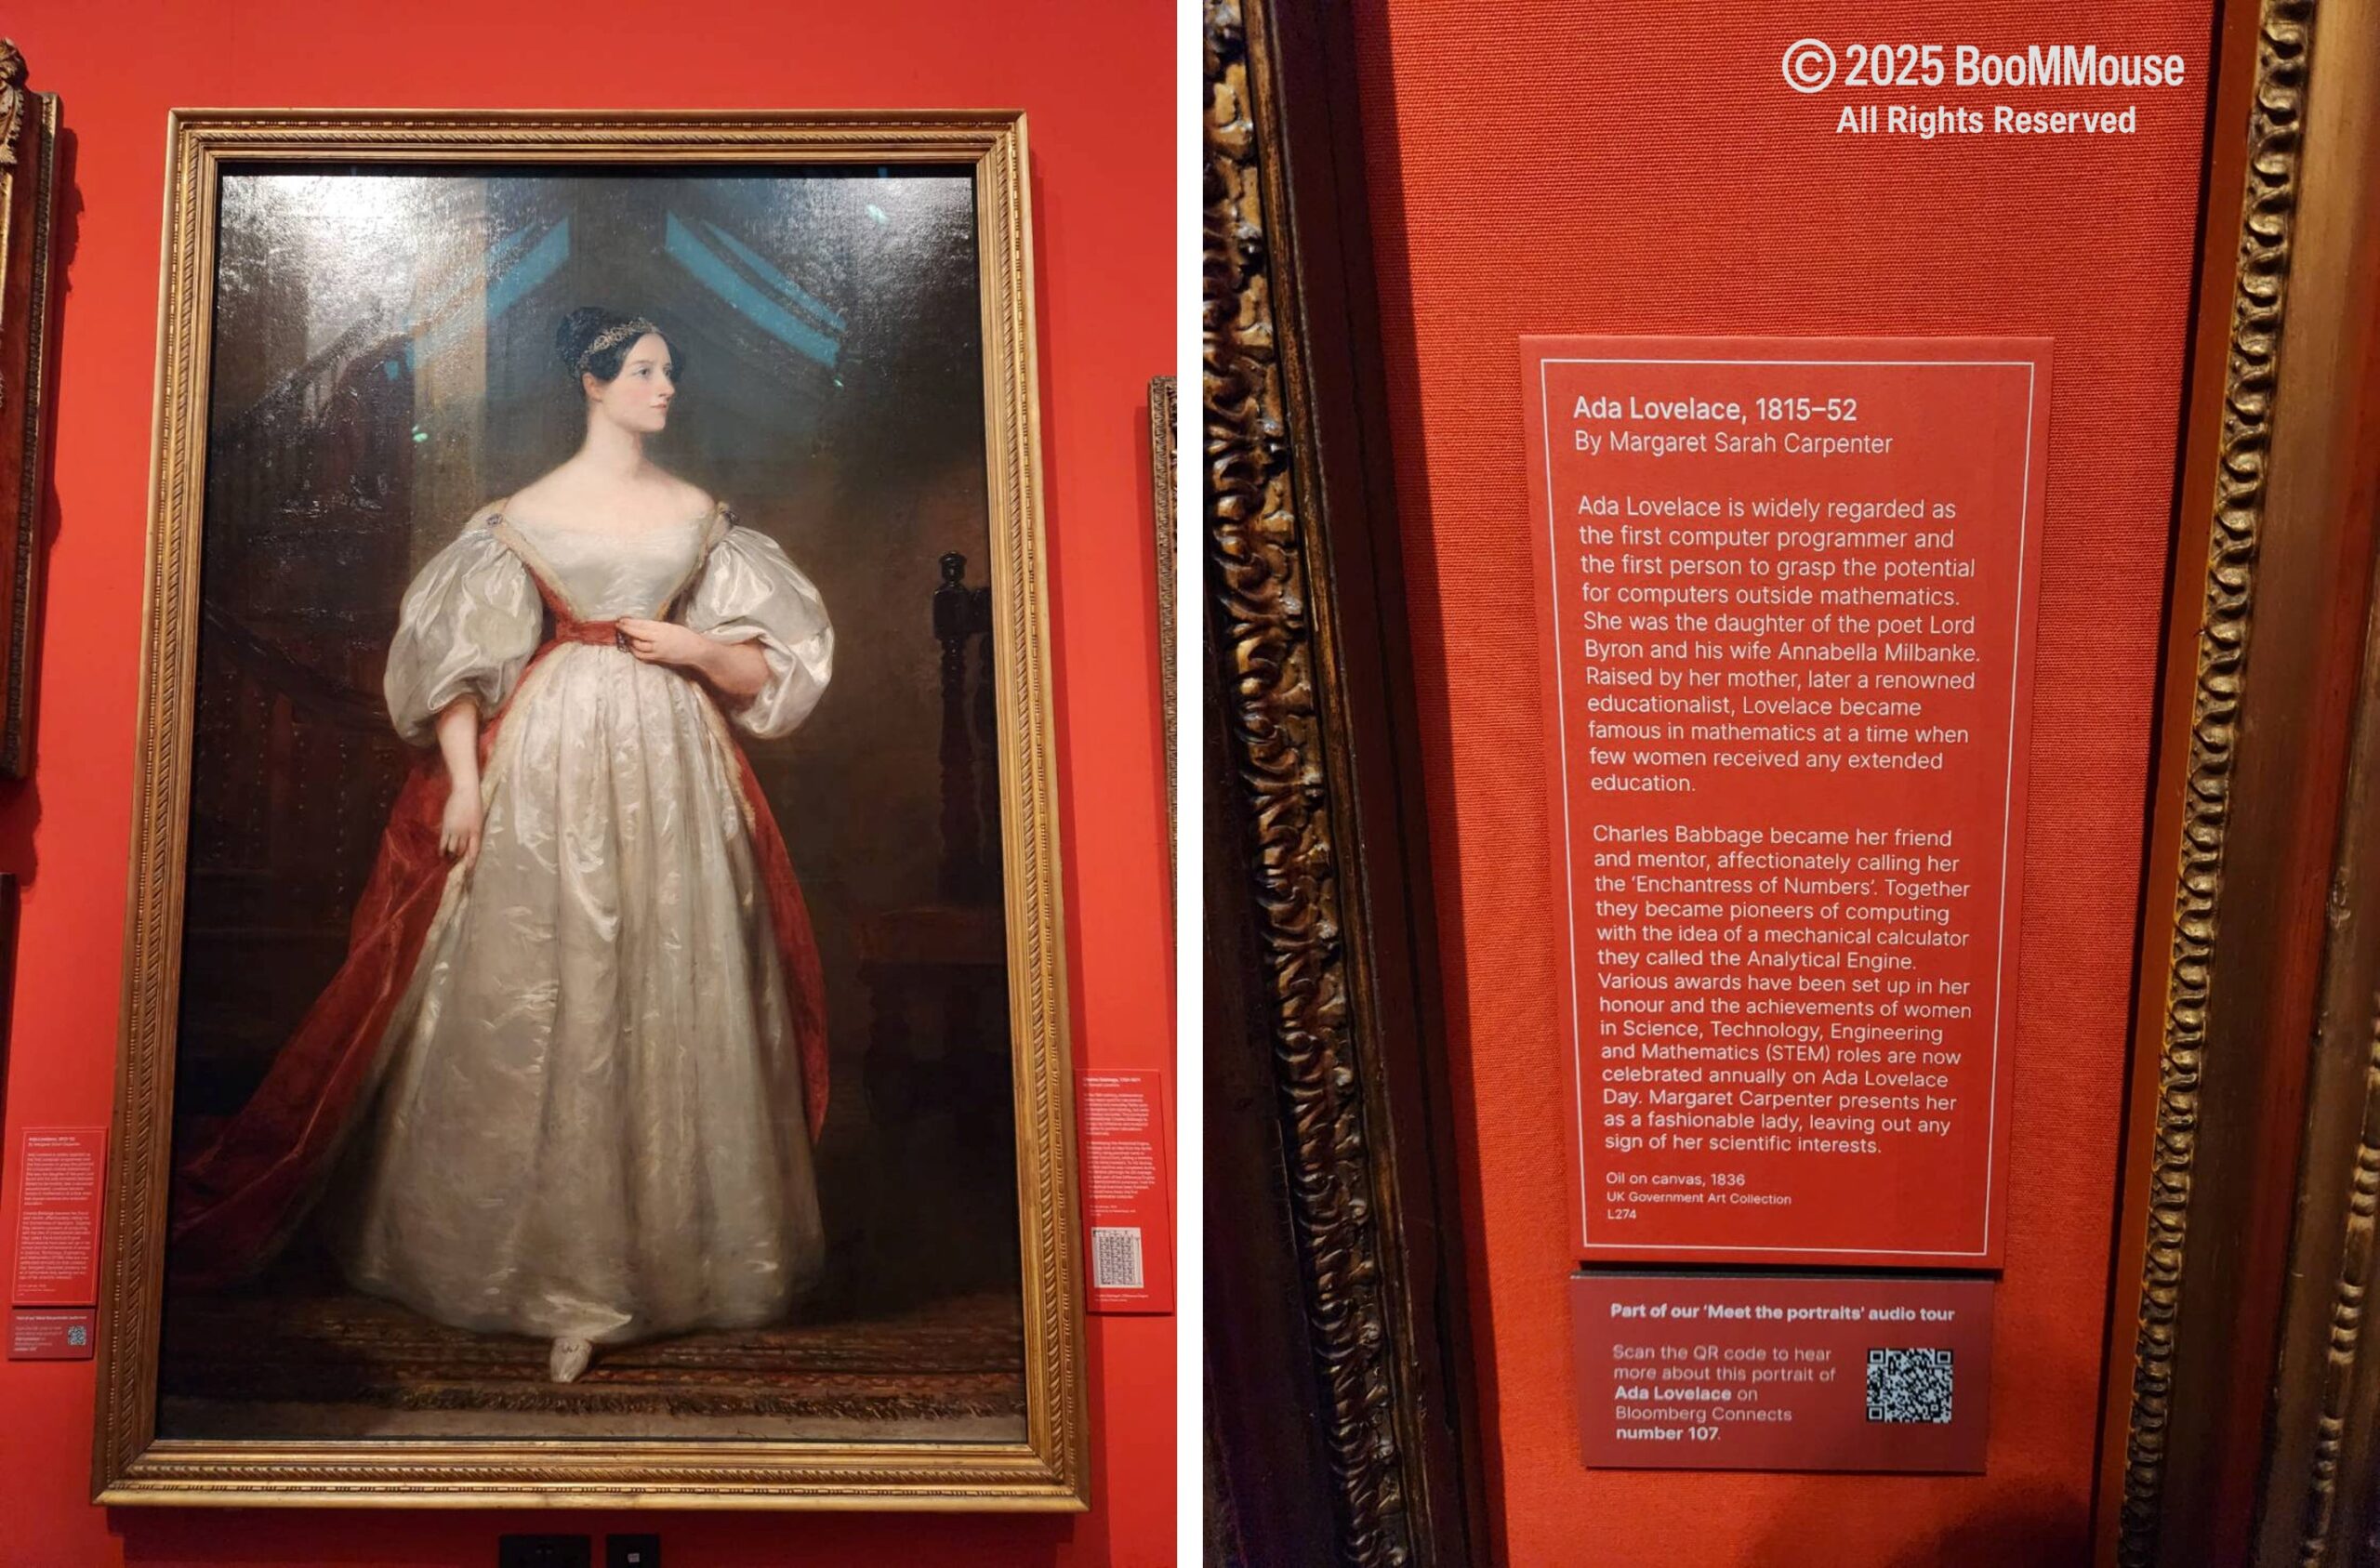 © 2025 BooMMouse
All Rights Reserved
Ada Lovelace, 1815–52
By Margaret Sarah Carpenter
Ada Lovelace is widely regarded as
the first computer programmer and
the first person to grasp the potential
for computers outside mathematics.
She was the daughter of the poet Lord
Byron and his wife Annabella Milbanke.
Raised by her mother, later a renowned
educationalist, Lovelace became
famous in mathematics at a time when
few women received any extended
education.
Charles Babbage became her friend
and mentor, affectionately calling her
the ‘Enchantress of Numbers’. Together
they became pioneers of computing
with the idea of a mechanical calculator
they called the Analytical Engine.
Various awards have been set up in her
honour and the achievements of women
in Science, Technology, Engineering
and Mathematics (STEM) roles are now
celebrated annually on Ada Lovelace
Day. Margaret Carpenter presents her
as a fashionable lady, leaving out any
sign of her scientific interests.
Oil on canvas, 1836
UK Government Art Collection
L274
Part of our ‘Meet the portraits’ audio tour
Scan the QR code to hear
more about this portrait of
Ada Lovelace on
Bloomberg Connects
number 107.